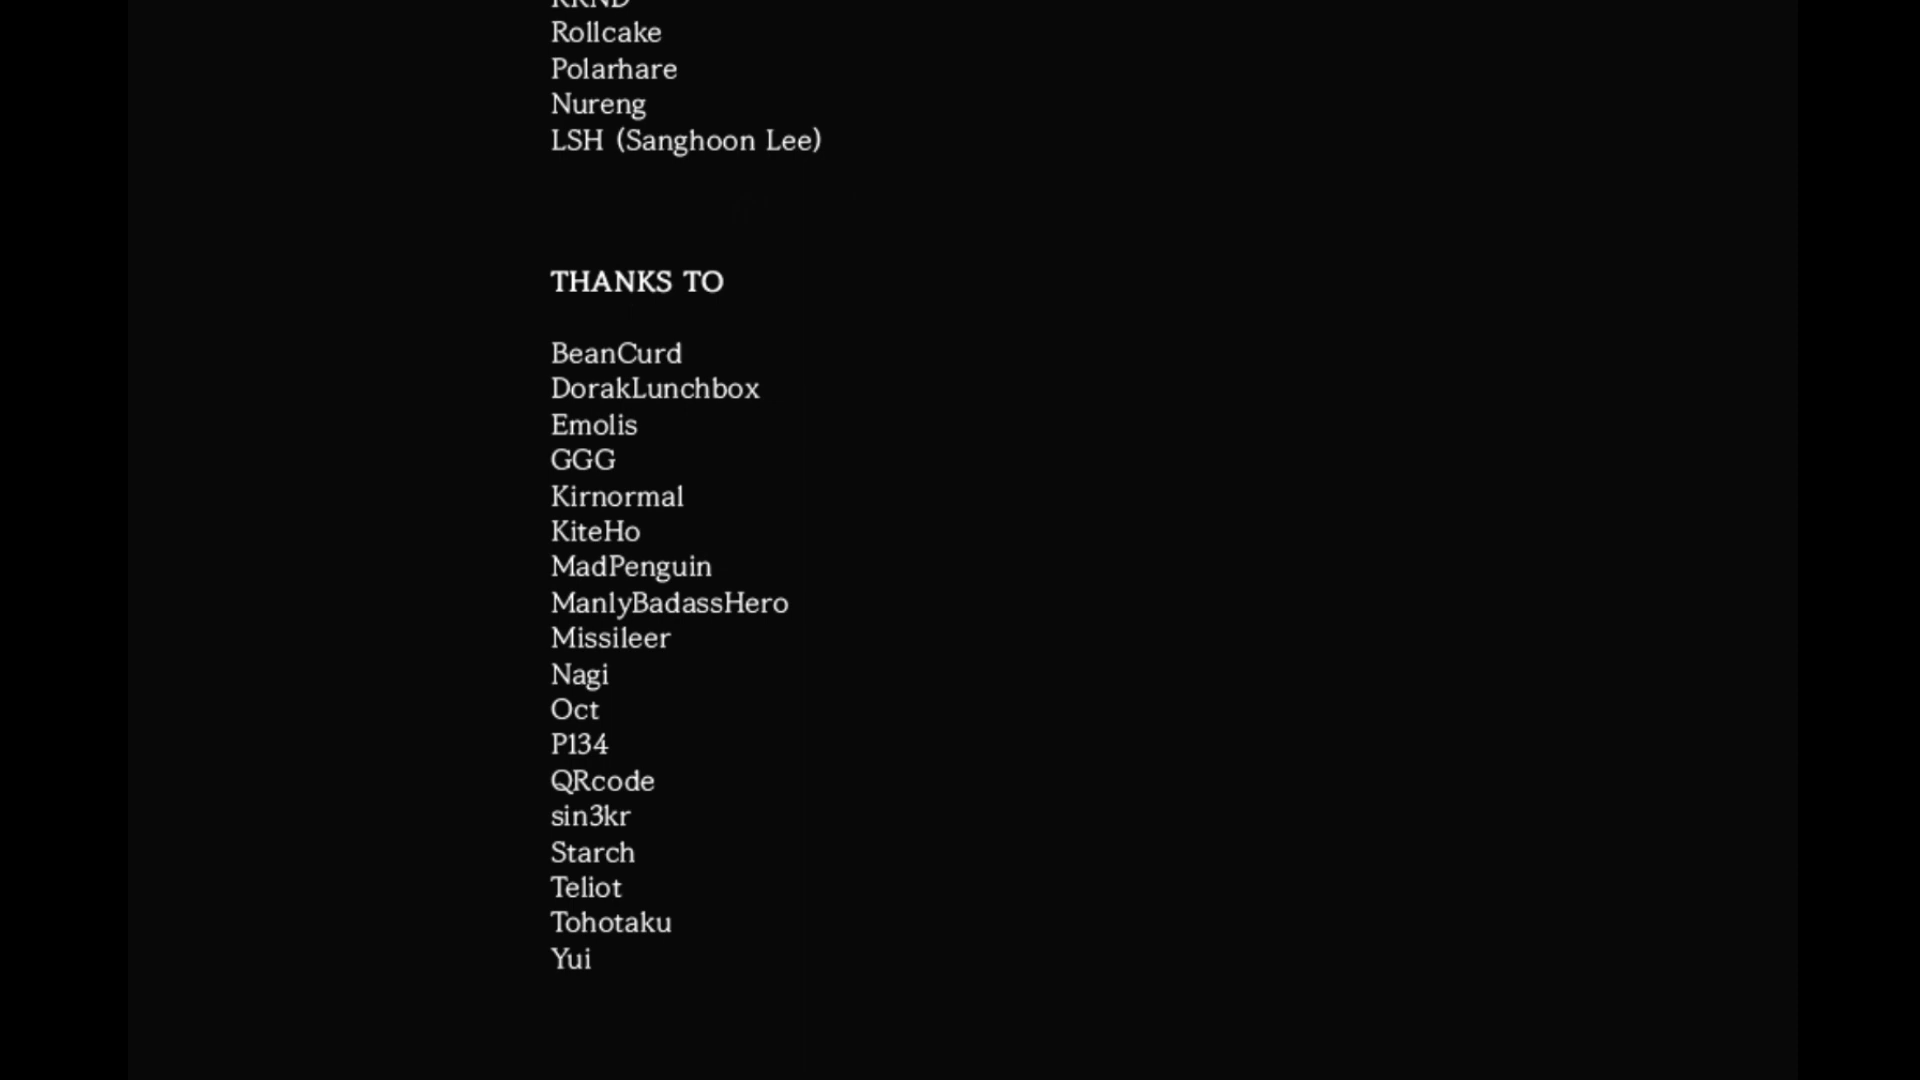 Rollcake
Polarhare
Nureng
LSH (Sanghoon Lee)
THANKS TO
BeanCurd
DorakLunchbox
Emolis
GGG
Kirnormal
KiteHo
MadPenguin
ManlyBadassHero
Missileer
Nagi
Oct
P134
QRcode
sin3kr
Starch
Teliot
Tohotaku
Yui